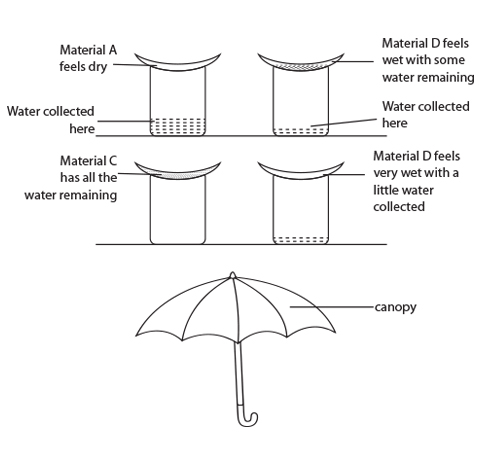 Material A
feels dry
Water collected
here
Material D feels
wet with some
water remaining
Water collected
here
Material C
has all the
water remaining
Material D feels
very wet with a
little water
collected
canopy